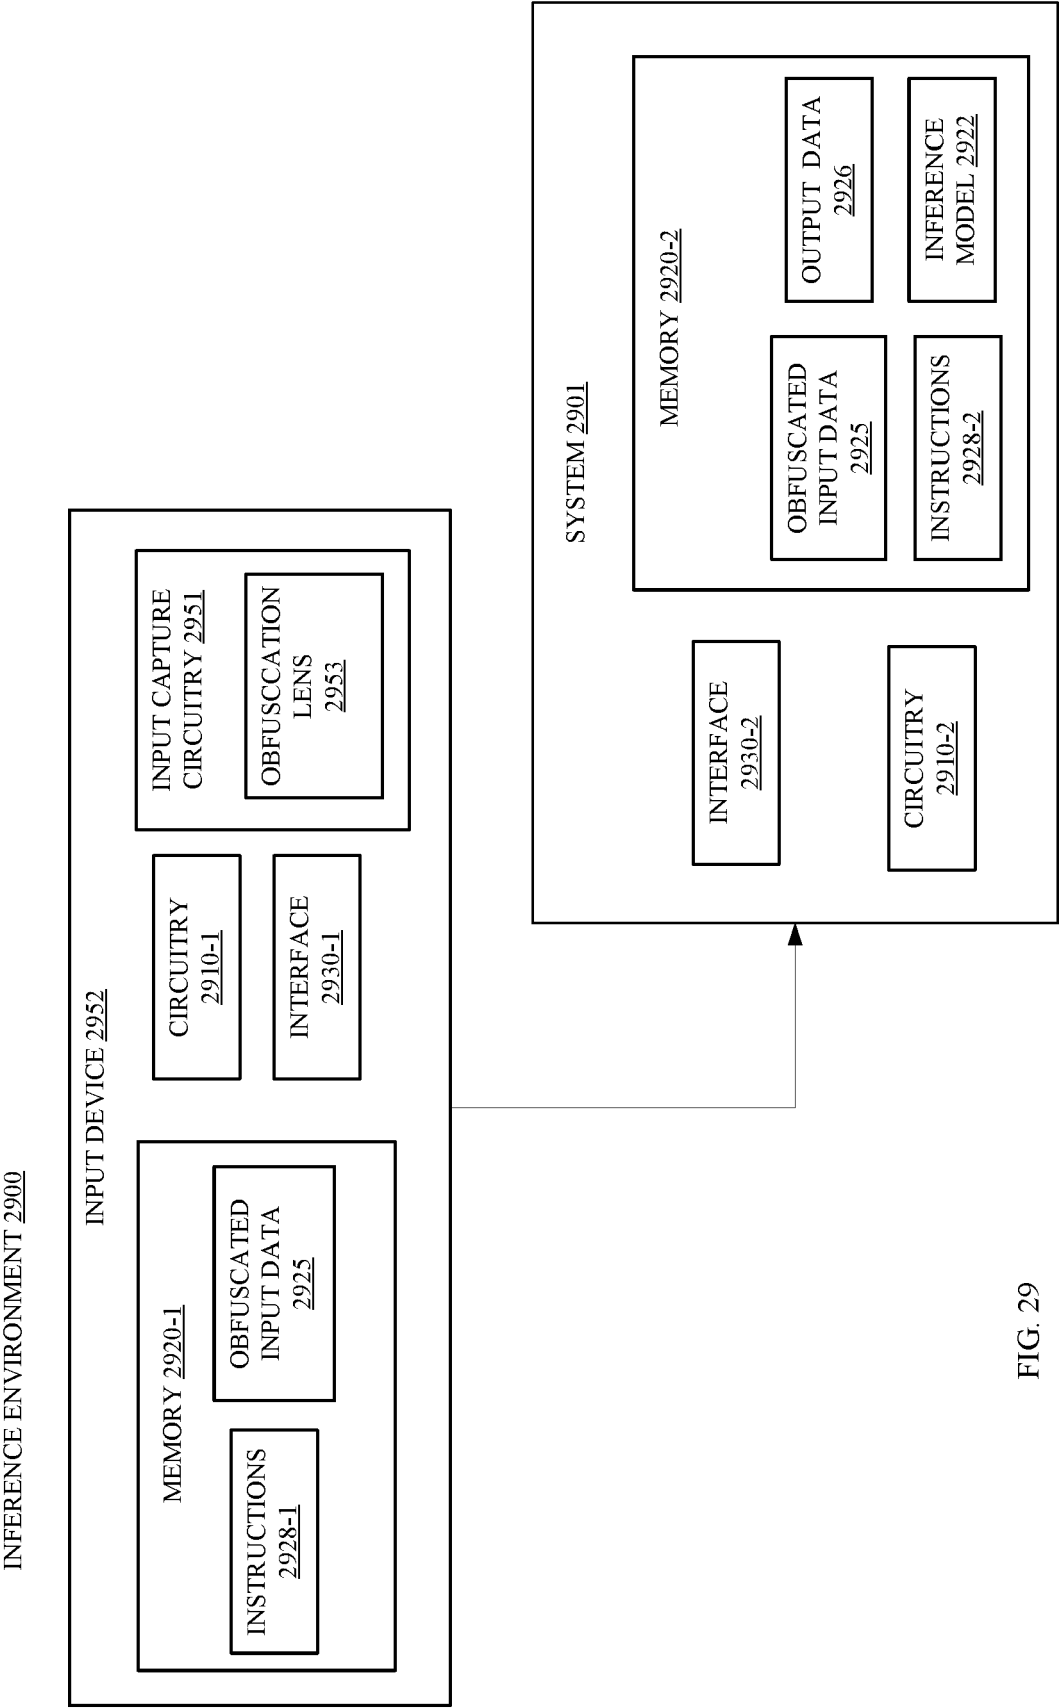 INFERENCE ENVIRONMENT 2900
INPUT DEVICE 2952
MEMORY 2920-1
INSTRUCTIONS
2928-1
OBFUSCATED
INPUT DATA
2925
CIRCUITRY
2910-1
INTERFACE
2930-1
INPUT CAPTURE
CIRCUITRY 2951
OBFUSCCATION
LENS
2953
SYSTEM 2901
INTERFACE
2930-2
CIRCUITRY
2910-2
MEMORY 2920-2
OBFUSCATED
INPUT DATA
2925
OUTPUT DATA
2926
INSTRUCTIONS
2928-2
INFERENCE
MODEL 2922
FIG. 29